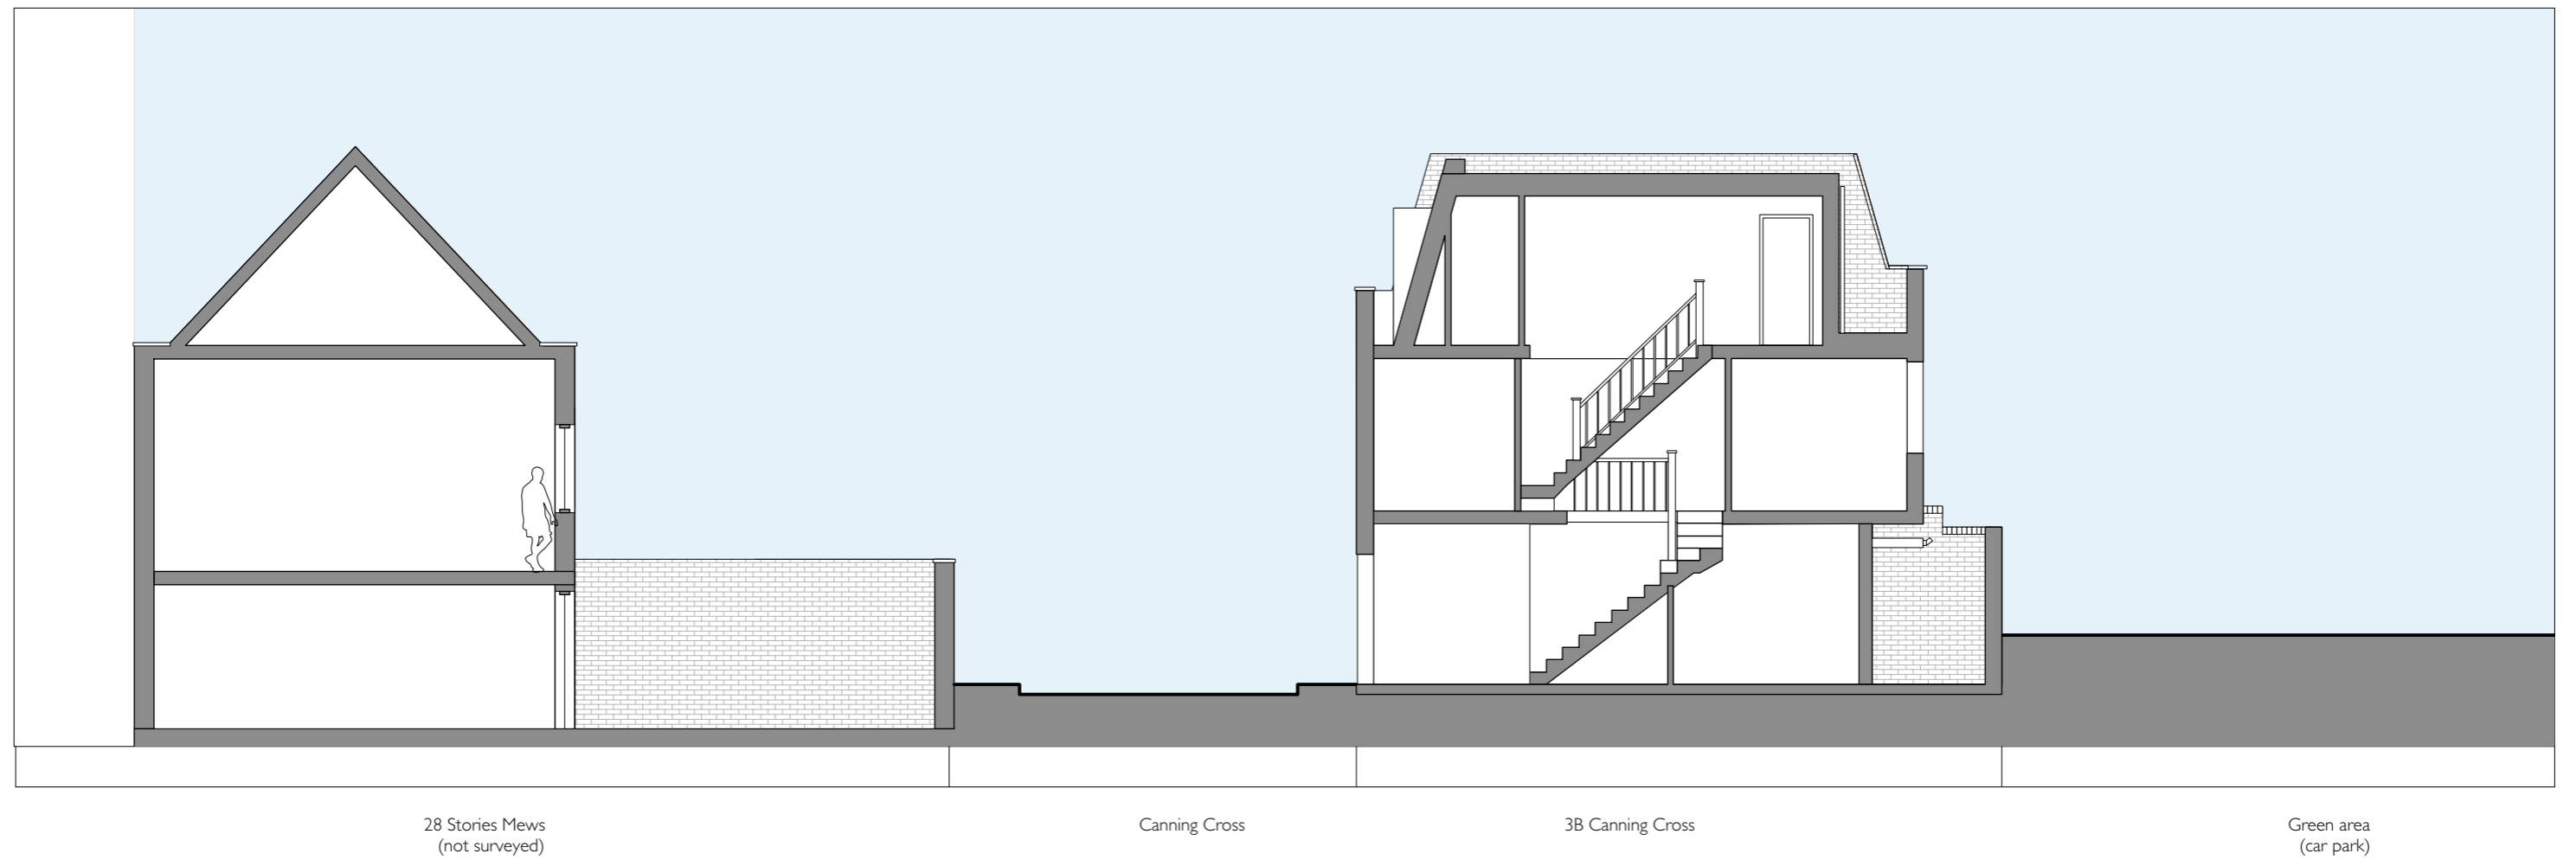 28 Stories Mews
(not surveyed)
Canning Cross
3B Canning Cross
Green area
(car park)